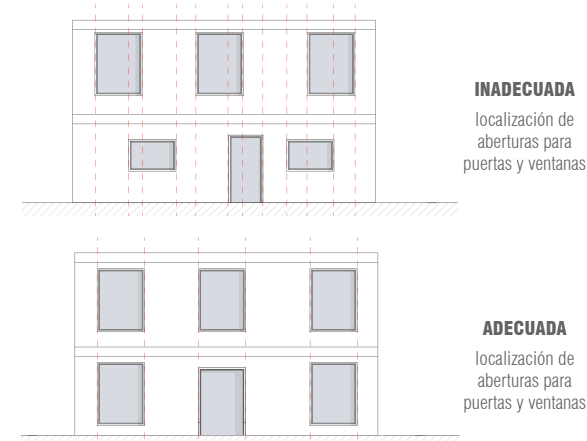 INADECUADA
localización de
aberturas para
puertas y ventanas
ADECUADA
localización de
aberturas para
puertas y ventanas